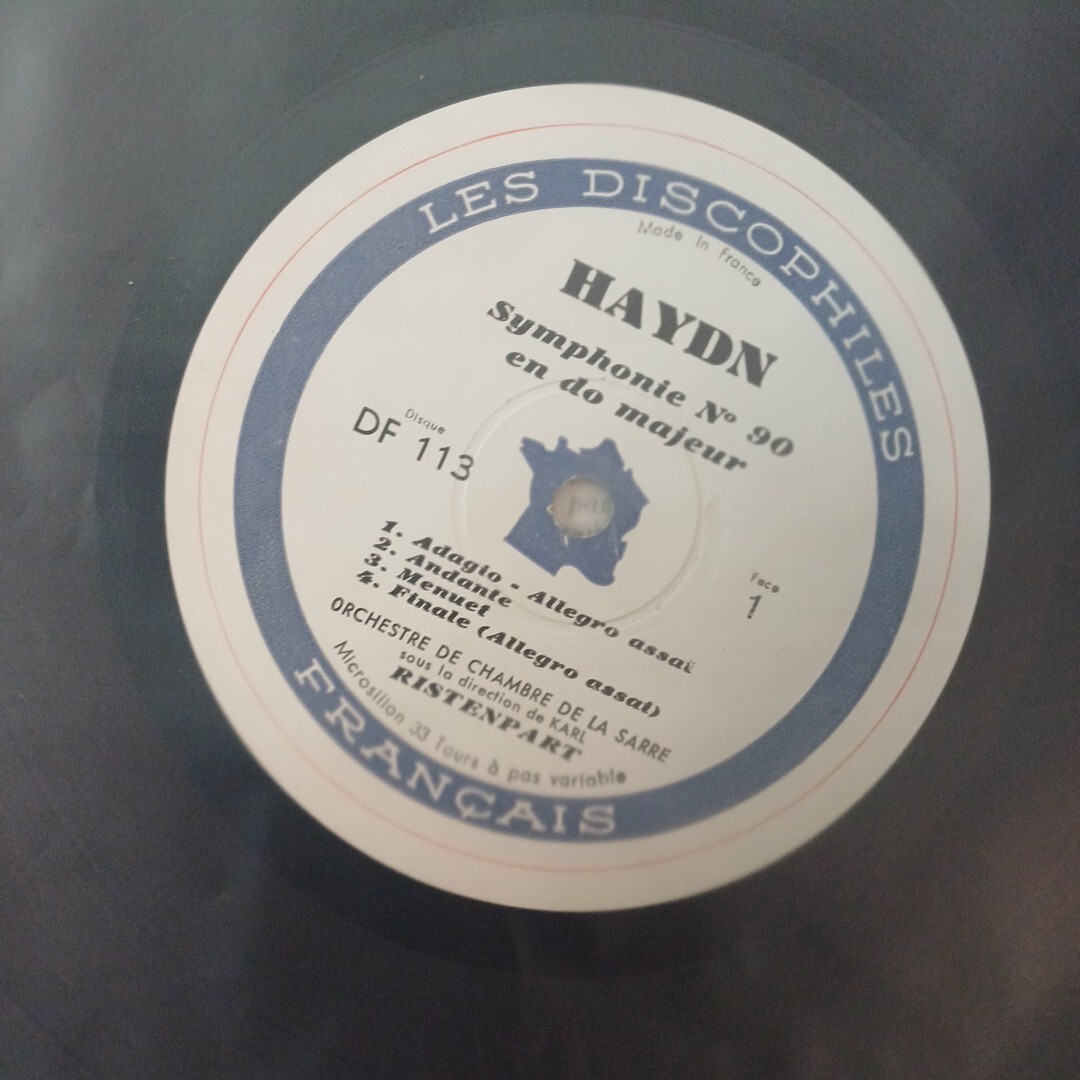 LES DISCOPHILES
Made in France
HAYDN
Symphonie Nº 90
en do majeur
Disque
DF 113
1. Adagio - Allegro assai
2. Andante
3. Menuet
4. Finale (Allegro assai)
Face
1
ORCHESTRE DE CHAMBRE DE LA SARRE
sous la direction de KARL
RISTENPART
Microsillon 33 Tours à pas variable
FRANÇAIS